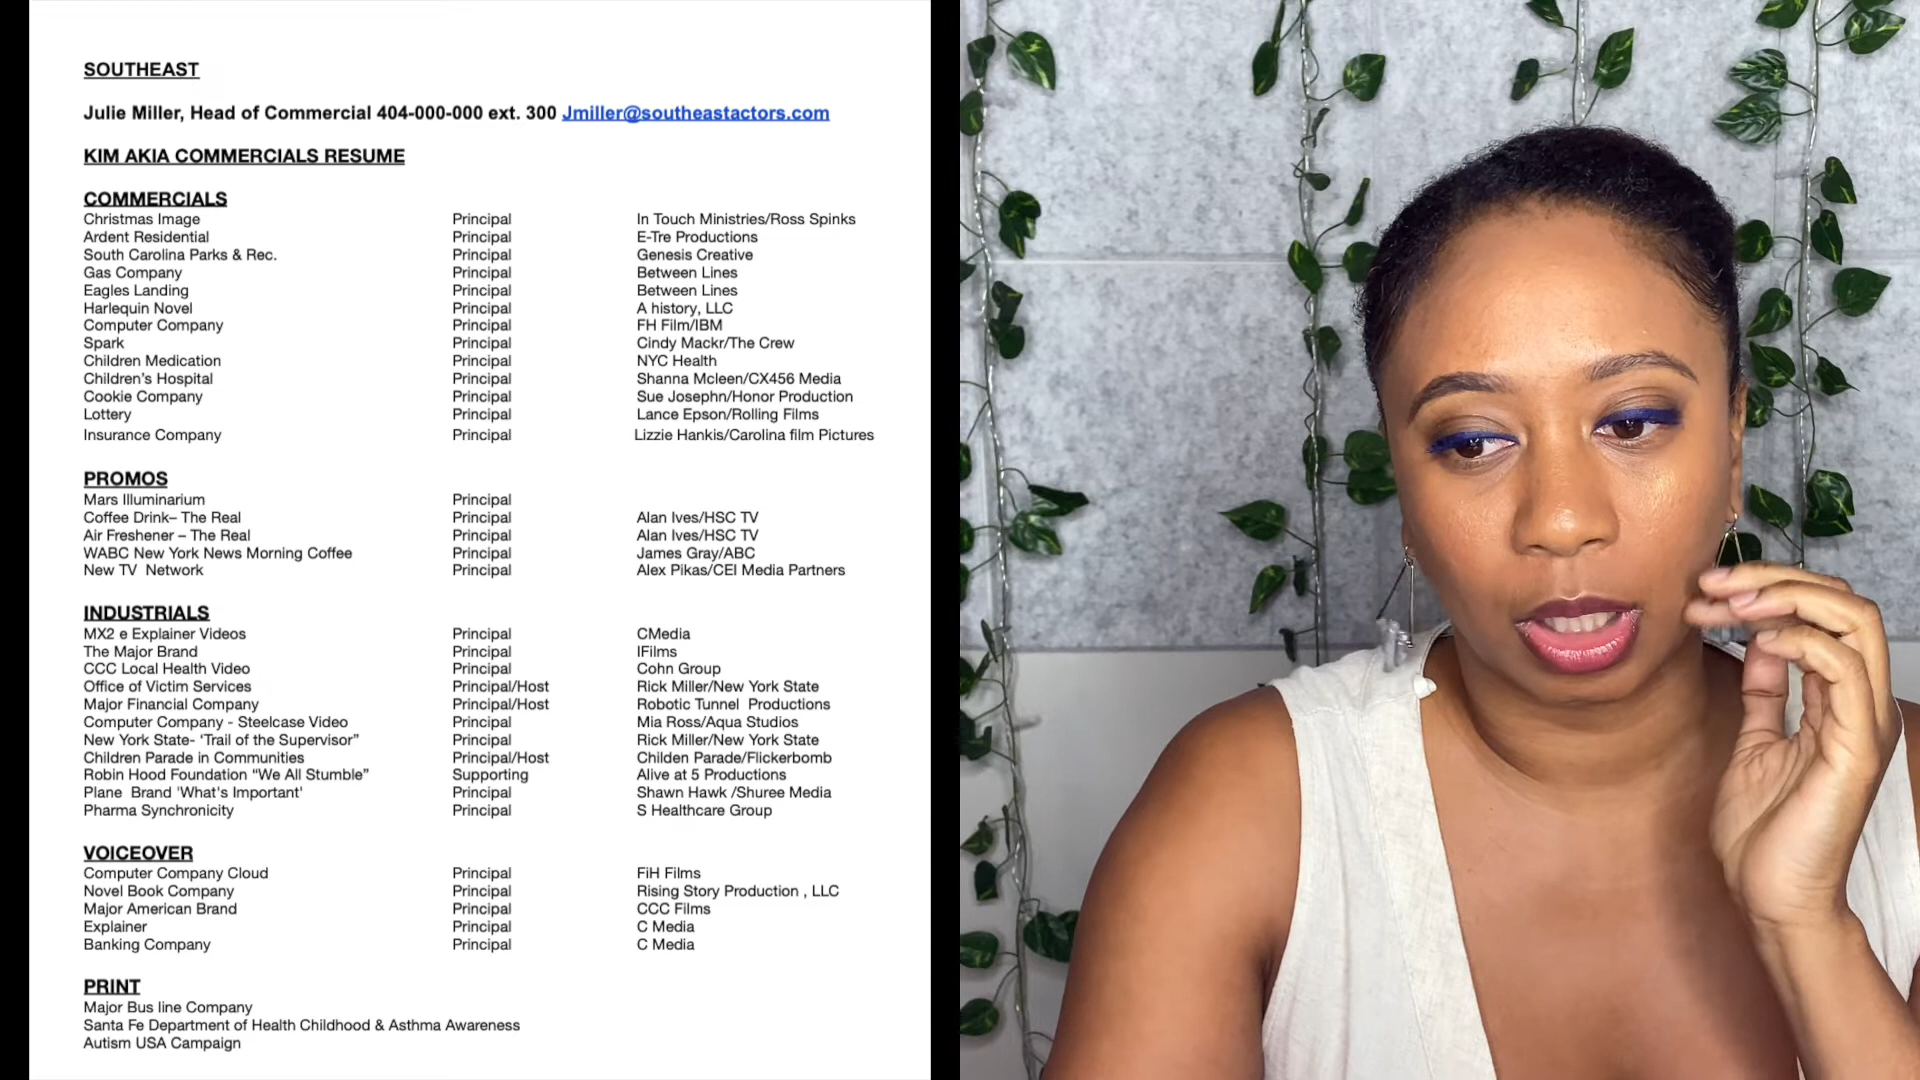 SOUTHEAST
Julie Miller, Head of Commercial 404-000-000 ext. 300 Jmiller@southeastactors.com
KIM AKIA COMMERCIALS RESUME
COMMERCIALS
Christmas Image Principal In Touch Ministries/Ross Spinks
Ardent Residential Principal E-Tre Productions
South Carolina Parks & Rec. Principal Genesis Creative
Gas Company Principal Between Lines
Eagles Landing Principal Between Lines
Harlequin Novel Principal A history, LLC
Computer Company Principal FH Film/IBM
Spark Principal Cindy Mackr/The Crew
Children Medication Principal NYC Health
Children’s Hospital Principal Shanna Mcleen/CX456 Media
Cookie Company Principal Sue Josephn/Honor Production
Lottery Principal Lance Epson/Rolling Films
Insurance Company Principal Lizzie Hankis/Carolina film Pictures
PROMOS
Mars Illuminarium Principal
Coffee Drink– The Real Principal Alan Ives/HSC TV
Air Freshener – The Real Principal Alan Ives/HSC TV
WABC New York News Morning Coffee Principal James Gray/ABC
New TV Network Principal Alex Pikas/CEI Media Partners
INDUSTRIALS
MX2 e Explainer Videos Principal CMedia
The Major Brand Principal IFilms
CCC Local Health Video Principal Cohn Group
Office of Victim Services Principal/Host Rick Miller/New York State
Major Financial Company Principal/Host Robotic Tunnel Productions
Computer Company - Steelcase Video Principal Mia Ross/Aqua Studios
New York State- ‘Trail of the Supervisor” Principal Rick Miller/New York State
Children Parade in Communities Principal/Host Childen Parade/Flickerbomb
Robin Hood Foundation “We All Stumble” Supporting Alive at 5 Productions
Plane Brand 'What's Important' Principal Shawn Hawk /Shuree Media
Pharma Synchronicity Principal S Healthcare Group
VOICEOVER
Computer Company Cloud Principal FiH Films
Novel Book Company Principal Rising Story Production , LLC
Major American Brand Principal CCC Films
Explainer Principal C Media
Banking Company Principal C Media
PRINT
Major Bus line Company
Santa Fe Department of Health Childhood & Asthma Awareness
Autism USA Campaign